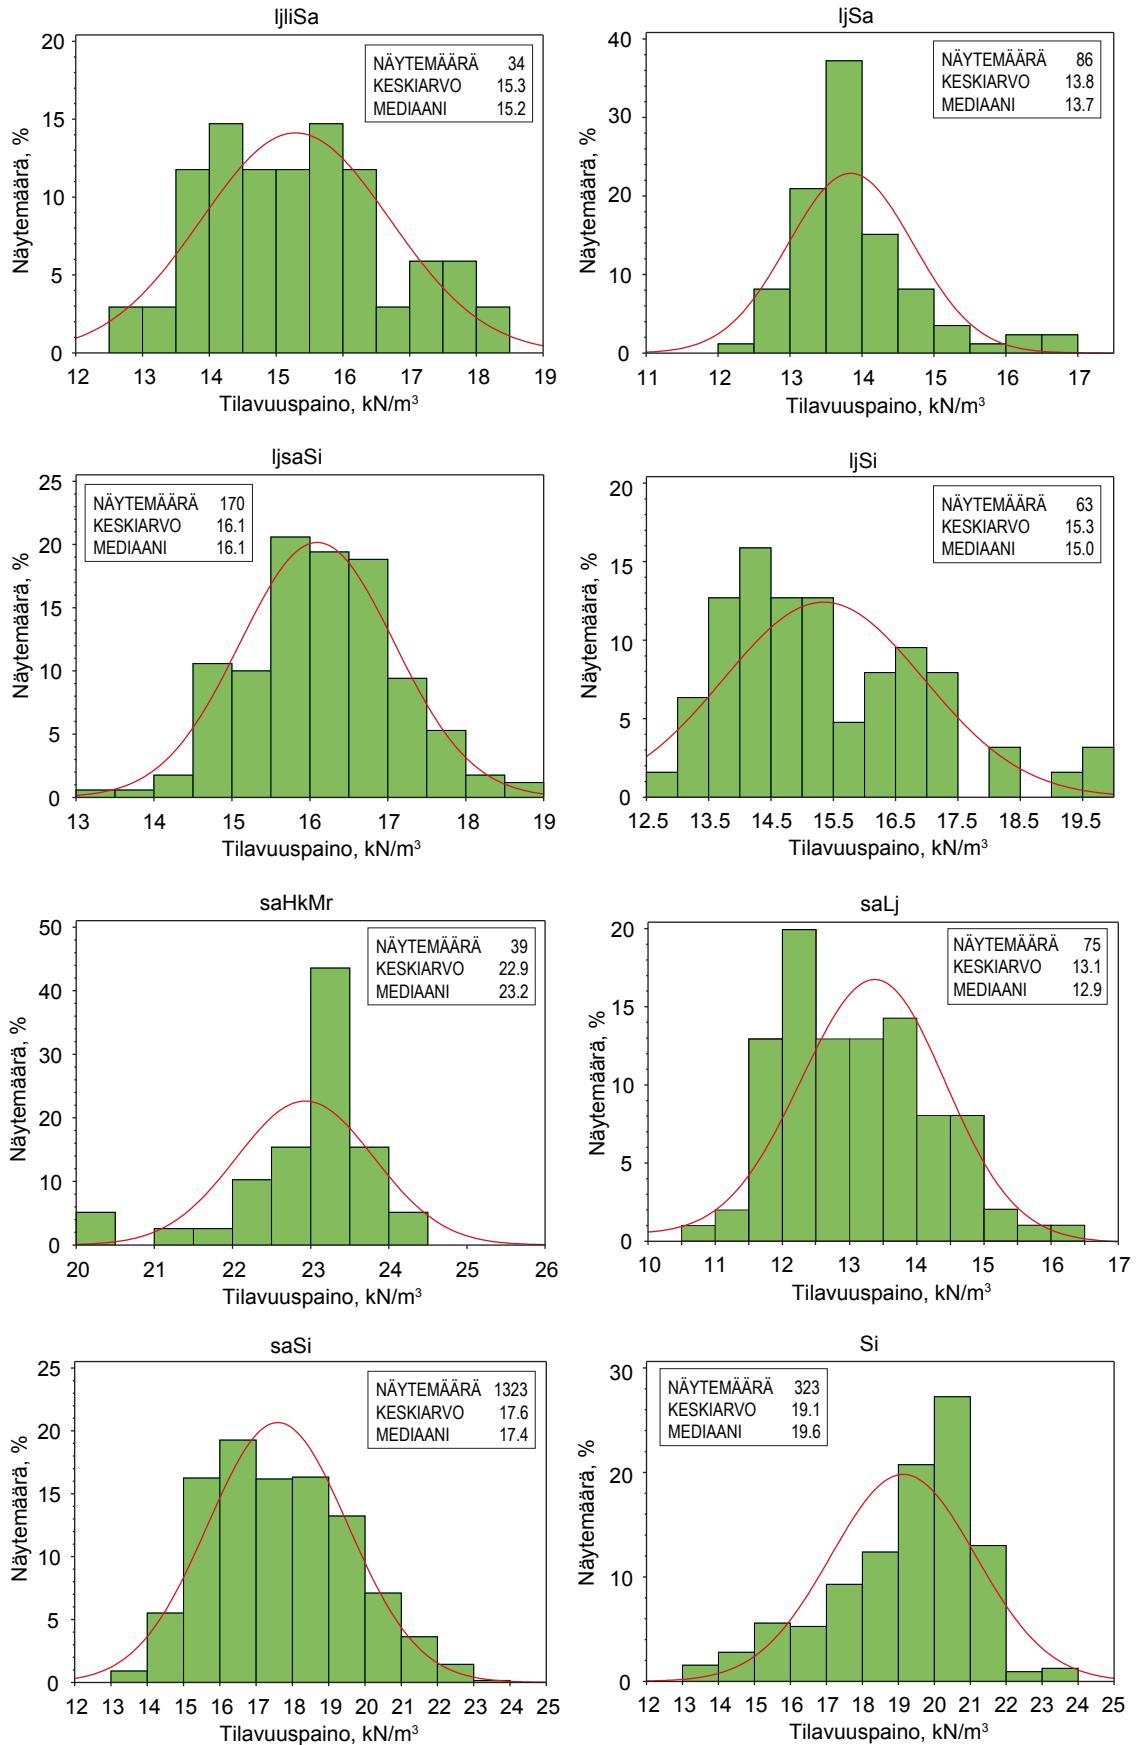 ljliSa
NÄYTEMÄÄRÄ 34
KESKIARVO 15.3
MEDIAANI 15.2
Näytemäärä, %
20
15
10
5
0
12 13 14 15 16 17 18 19
Tilavuuspaino, kN/m³
ljSa
NÄYTEMÄÄRÄ 86
KESKIARVO 13.8
MEDIAANI 13.7
Näytemäärä, %
40
30
20
10
0
11 12 13 14 15 16 17
Tilavuuspaino, kN/m³
ljsaSi
NÄYTEMÄÄRÄ 170
KESKIARVO 16.1
MEDIAANI 16.1
Näytemäärä, %
25
20
15
10
5
0
13 14 15 16 17 18 19
Tilavuuspaino, kN/m³
ljSi
NÄYTEMÄÄRÄ 63
KESKIARVO 15.3
MEDIAANI 15.0
Näytemäärä, %
20
15
10
5
0
12.5 13.5 14.5 15.5 16.5 17.5 18.5 19.5
Tilavuuspaino, kN/m³
saHkMr
NÄYTEMÄÄRÄ 39
KESKIARVO 22.9
MEDIAANI 23.2
Näytemäärä, %
50
40
30
20
10
0
20 21 22 23 24 25 26
Tilavuuspaino, kN/m³
saLj
NÄYTEMÄÄRÄ 75
KESKIARVO 13.1
MEDIAANI 12.9
Näytemäärä, %
20
15
10
5
0
10 11 12 13 14 15 16 17
Tilavuuspaino, kN/m³
saSi
NÄYTEMÄÄRÄ 1323
KESKIARVO 17.6
MEDIAANI 17.4
Näytemäärä, %
25
20
15
10
5
0
12 13 14 15 16 17 18 19 20 21 22 23 24 25
Tilavuuspaino, kN/m³
Si
NÄYTEMÄÄRÄ 323
KESKIARVO 19.1
MEDIAANI 19.6
Näytemäärä, %
30
20
10
0
12 13 14 15 16 17 18 19 20 21 22 23 24 25
Tilavuuspaino, kN/m³